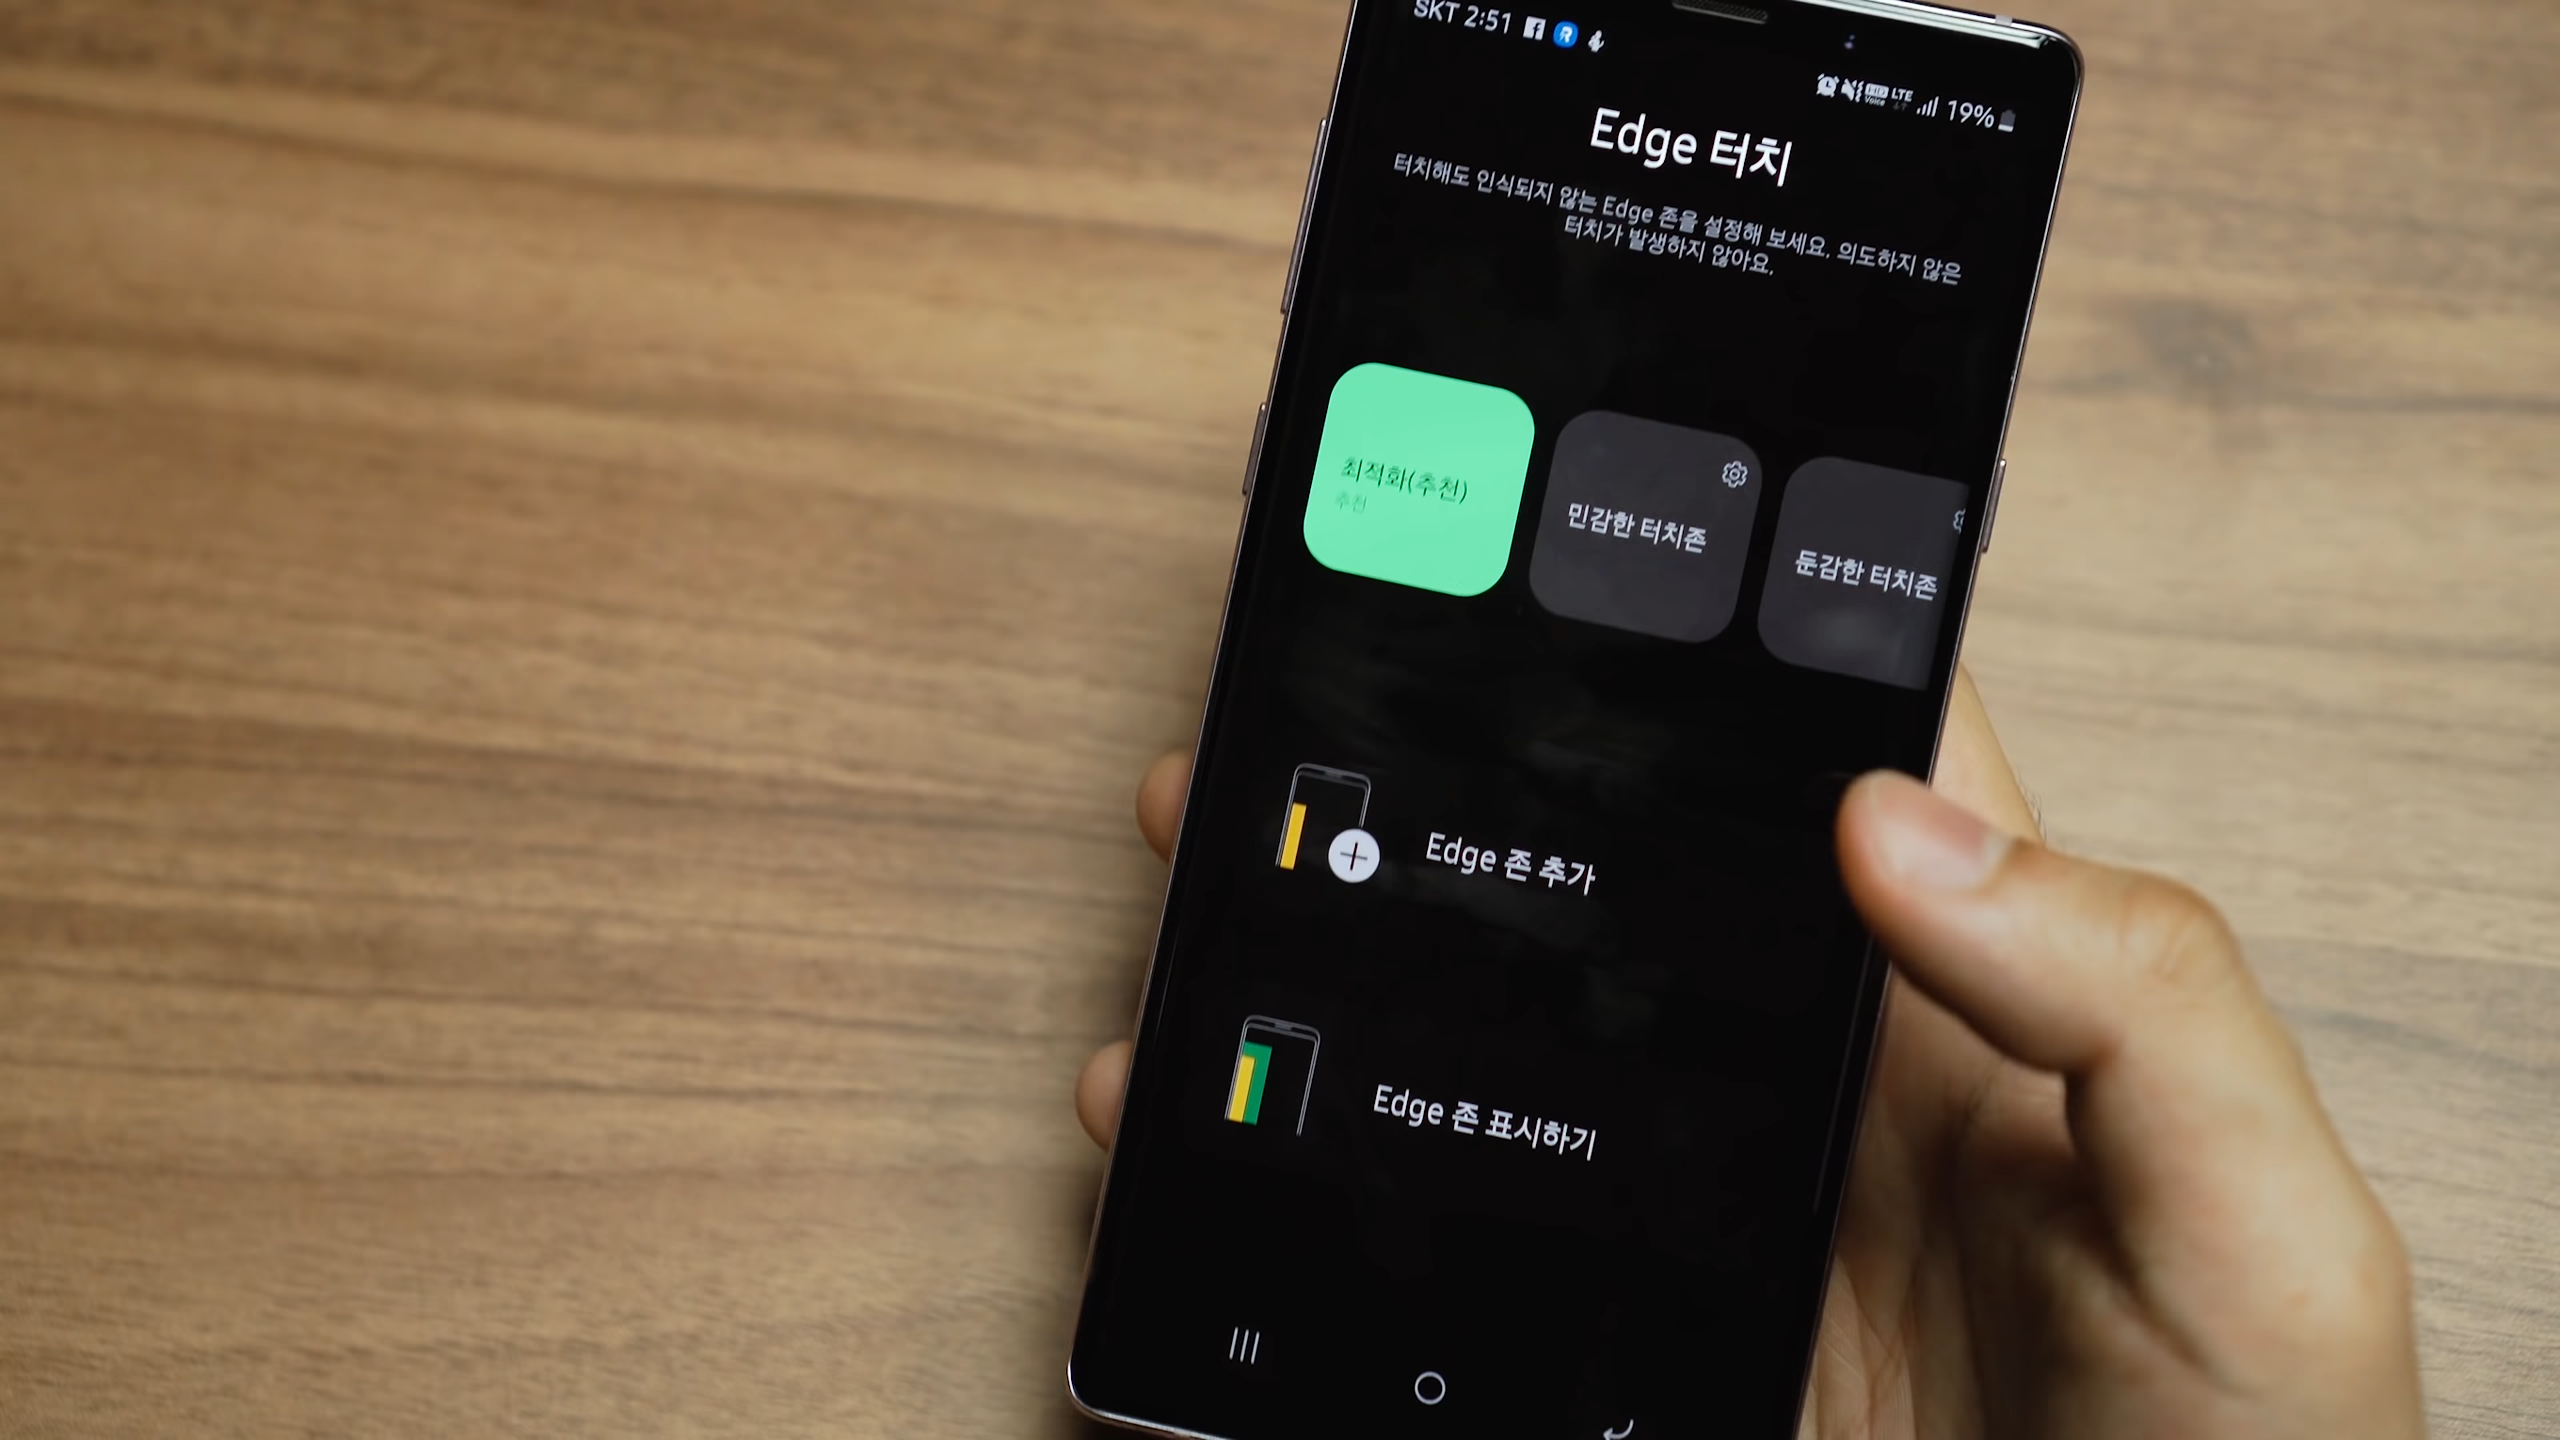 SKT 2:51
LTE 19%
Edge 터치
터치해도 인식되지 않는 Edge 존을 설정해 보세요. 의도하지 않은
터치가 발생하지 않아요.
최적화(추천)
추천
민감한 터치존
둔감한 터치존
Edge 존 추가
Edge 존 표시하기